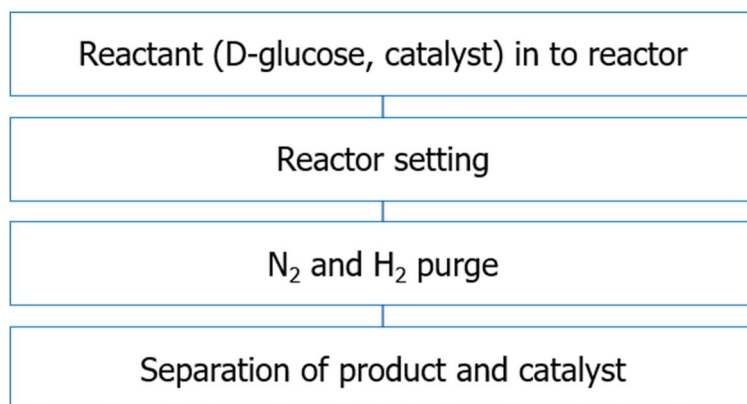 Reactant (D-glucose, catalyst) in to reactor
Reactor setting
N₂ and H₂ purge
Separation of product and catalyst